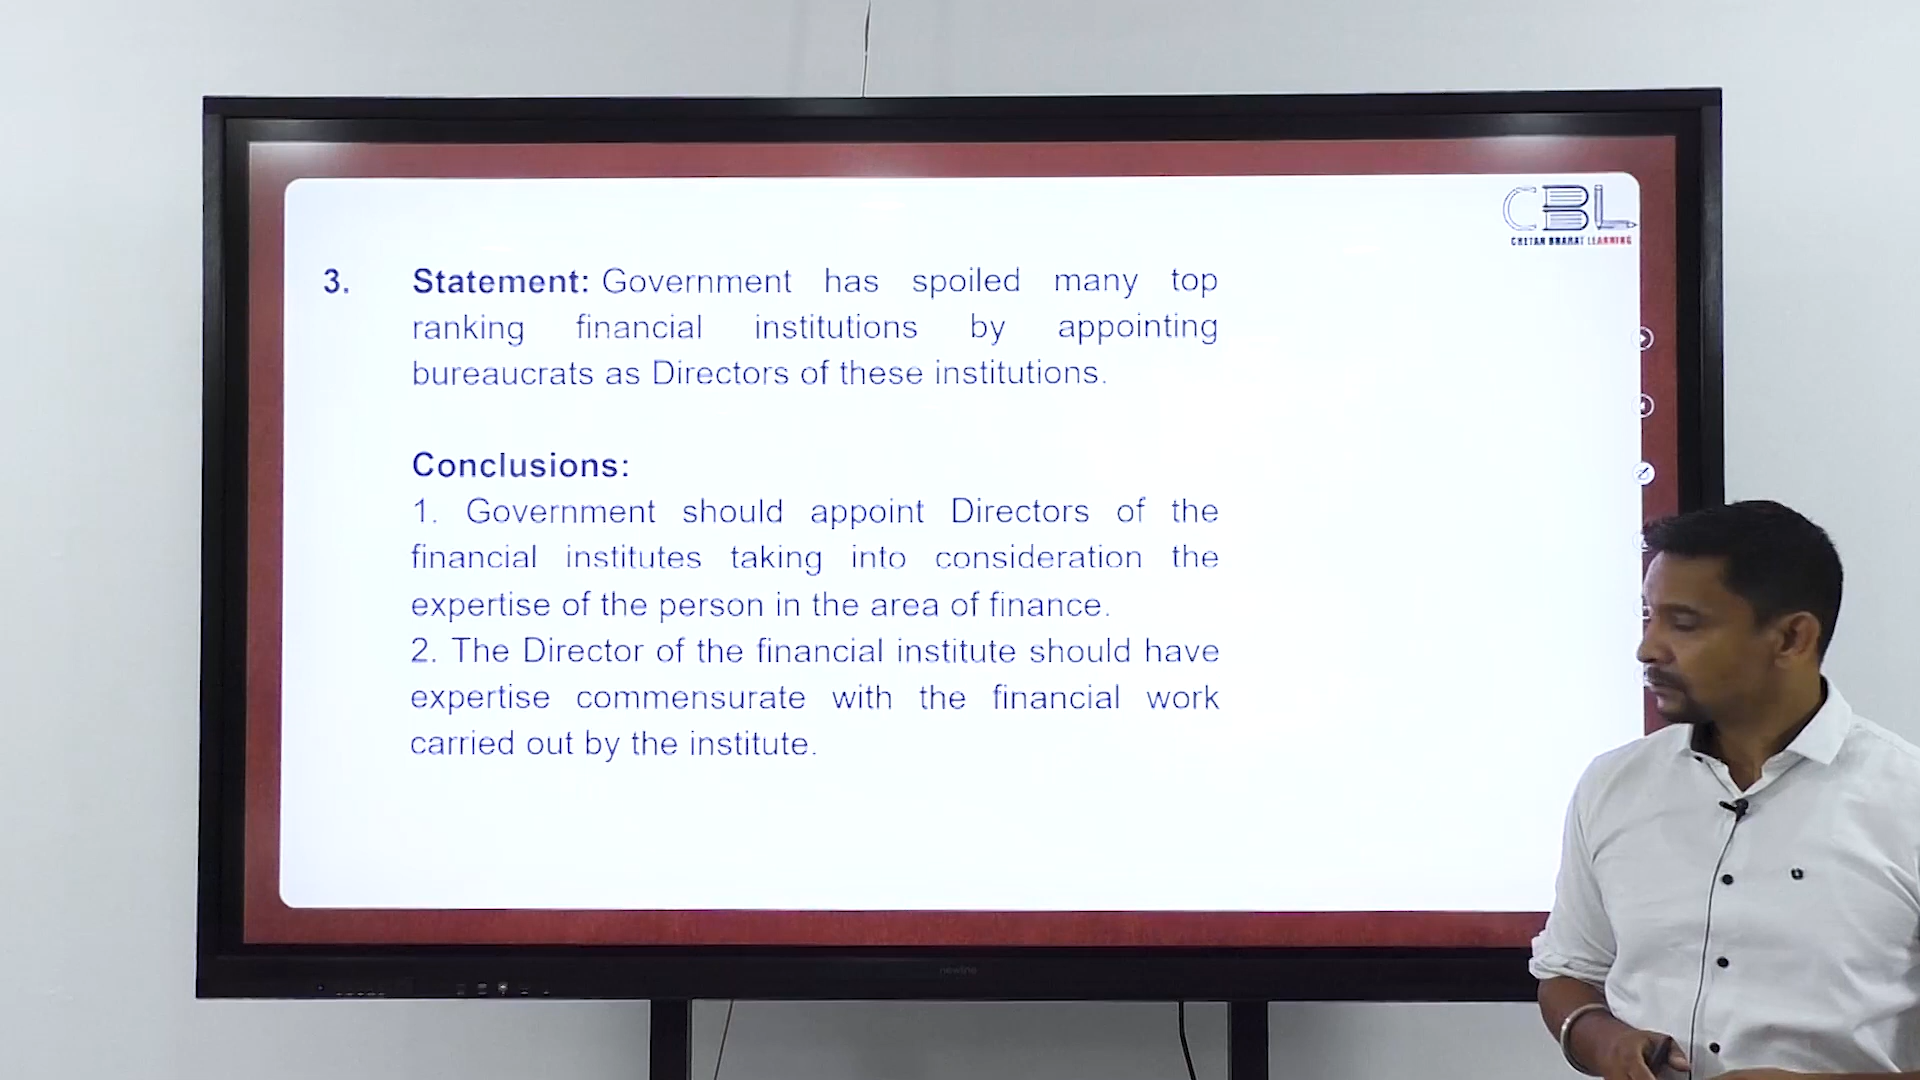 CBL
CHETAN BHARAT LEARNING
3. Statement: Government has spoiled many top
ranking financial institutions by appointing
bureaucrats as Directors of these institutions.
Conclusions:
1. Government should appoint Directors of the
financial institutes taking into consideration the
expertise of the person in the area of finance.
2. The Director of the financial institute should have
expertise commensurate with the financial work
carried out by the institute.
newline